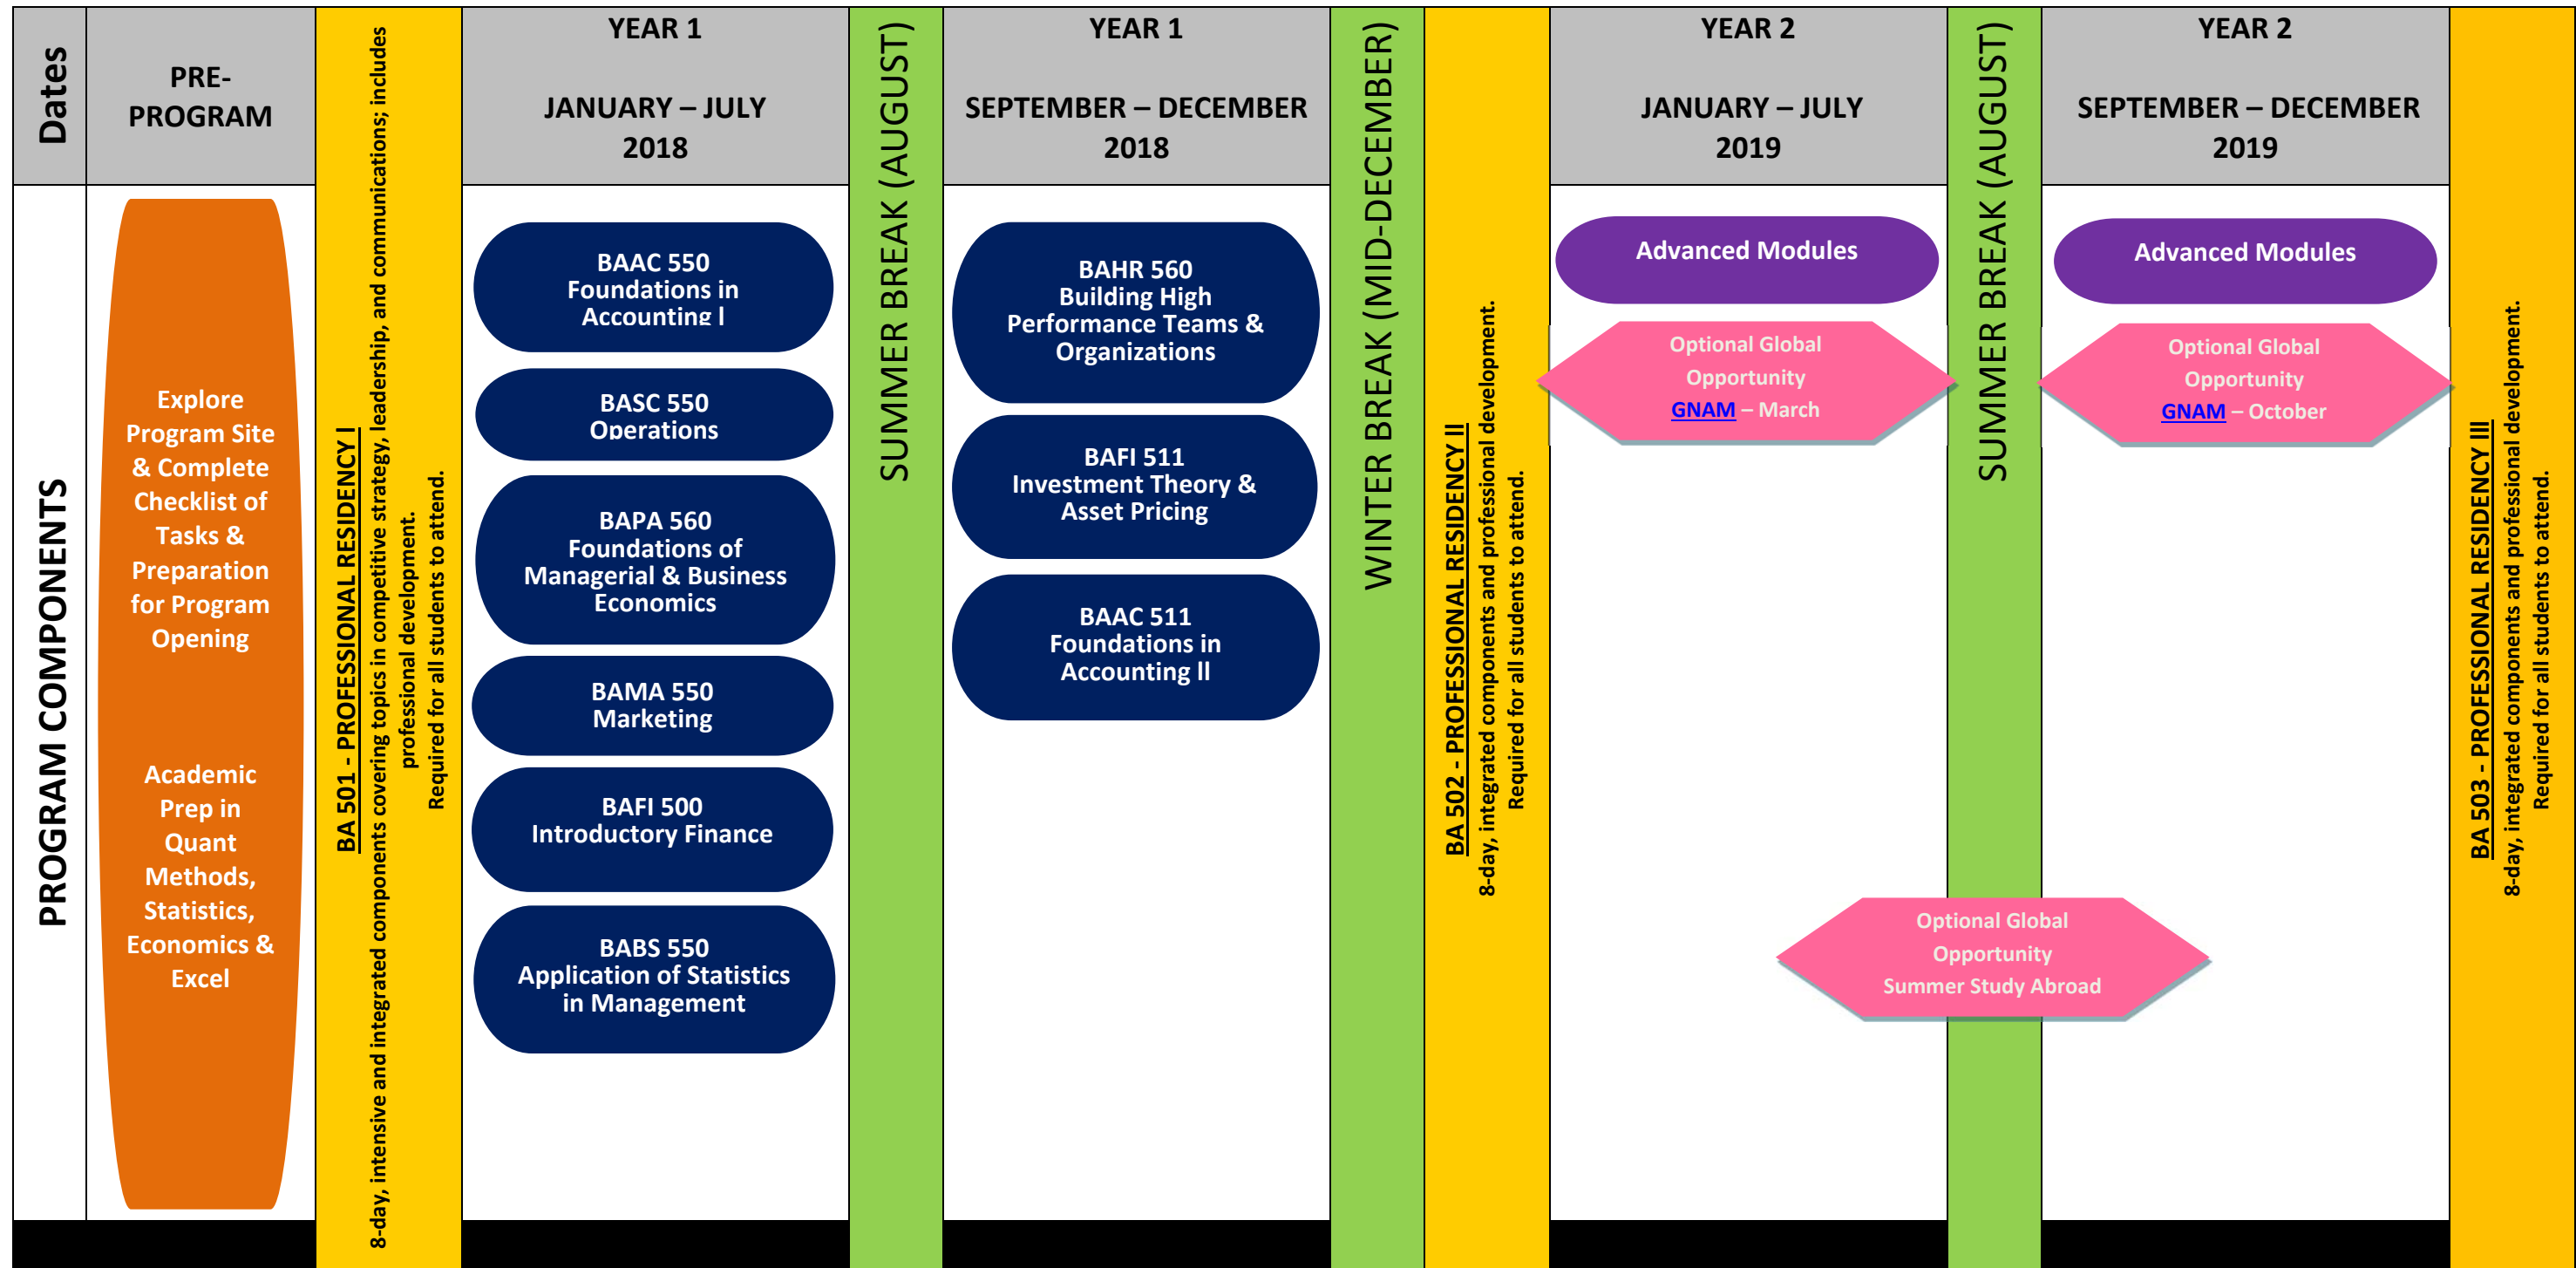 Dates
PRE-
PROGRAM
BA 501 - PROFESSIONAL RESIDENCY I
8-day, intensive and integrated components covering topics in competitive strategy, leadership, and communications; includes
professional development.
Required for all students to attend.
YEAR 1
JANUARY – JULY
2018
SUMMER BREAK (AUGUST)
YEAR 1
SEPTEMBER – DECEMBER
2018
WINTER BREAK (MID-DECEMBER)
BA 502 - PROFESSIONAL RESIDENCY II
8-day, integrated components and professional development.
Required for all students to attend.
YEAR 2
JANUARY – JULY
2019
SUMMER BREAK (AUGUST)
YEAR 2
SEPTEMBER – DECEMBER
2019
BA 503 - PROFESSIONAL RESIDENCY III
8-day, integrated components and professional development.
Required for all students to attend.
PROGRAM COMPONENTS
Explore
Program Site
& Complete
Checklist of
Tasks &
Preparation
for Program
Opening
Academic
Prep in
Quant
Methods,
Statistics,
Economics &
Excel
BAAC 550
Foundations in
Accounting l
BASC 550
Operations
BAPA 560
Foundations of
Managerial & Business
Economics
BAMA 550
Marketing
BAFI 500
Introductory Finance
BABS 550
Application of Statistics
in Management
BAHR 560
Building High
Performance Teams &
Organizations
BAFI 511
Investment Theory &
Asset Pricing
BAAC 511
Foundations in
Accounting ll
Advanced Modules
Optional Global
Opportunity
GNAM – March
Advanced Modules
Optional Global
Opportunity
GNAM – October
Optional Global
Opportunity
Summer Study Abroad